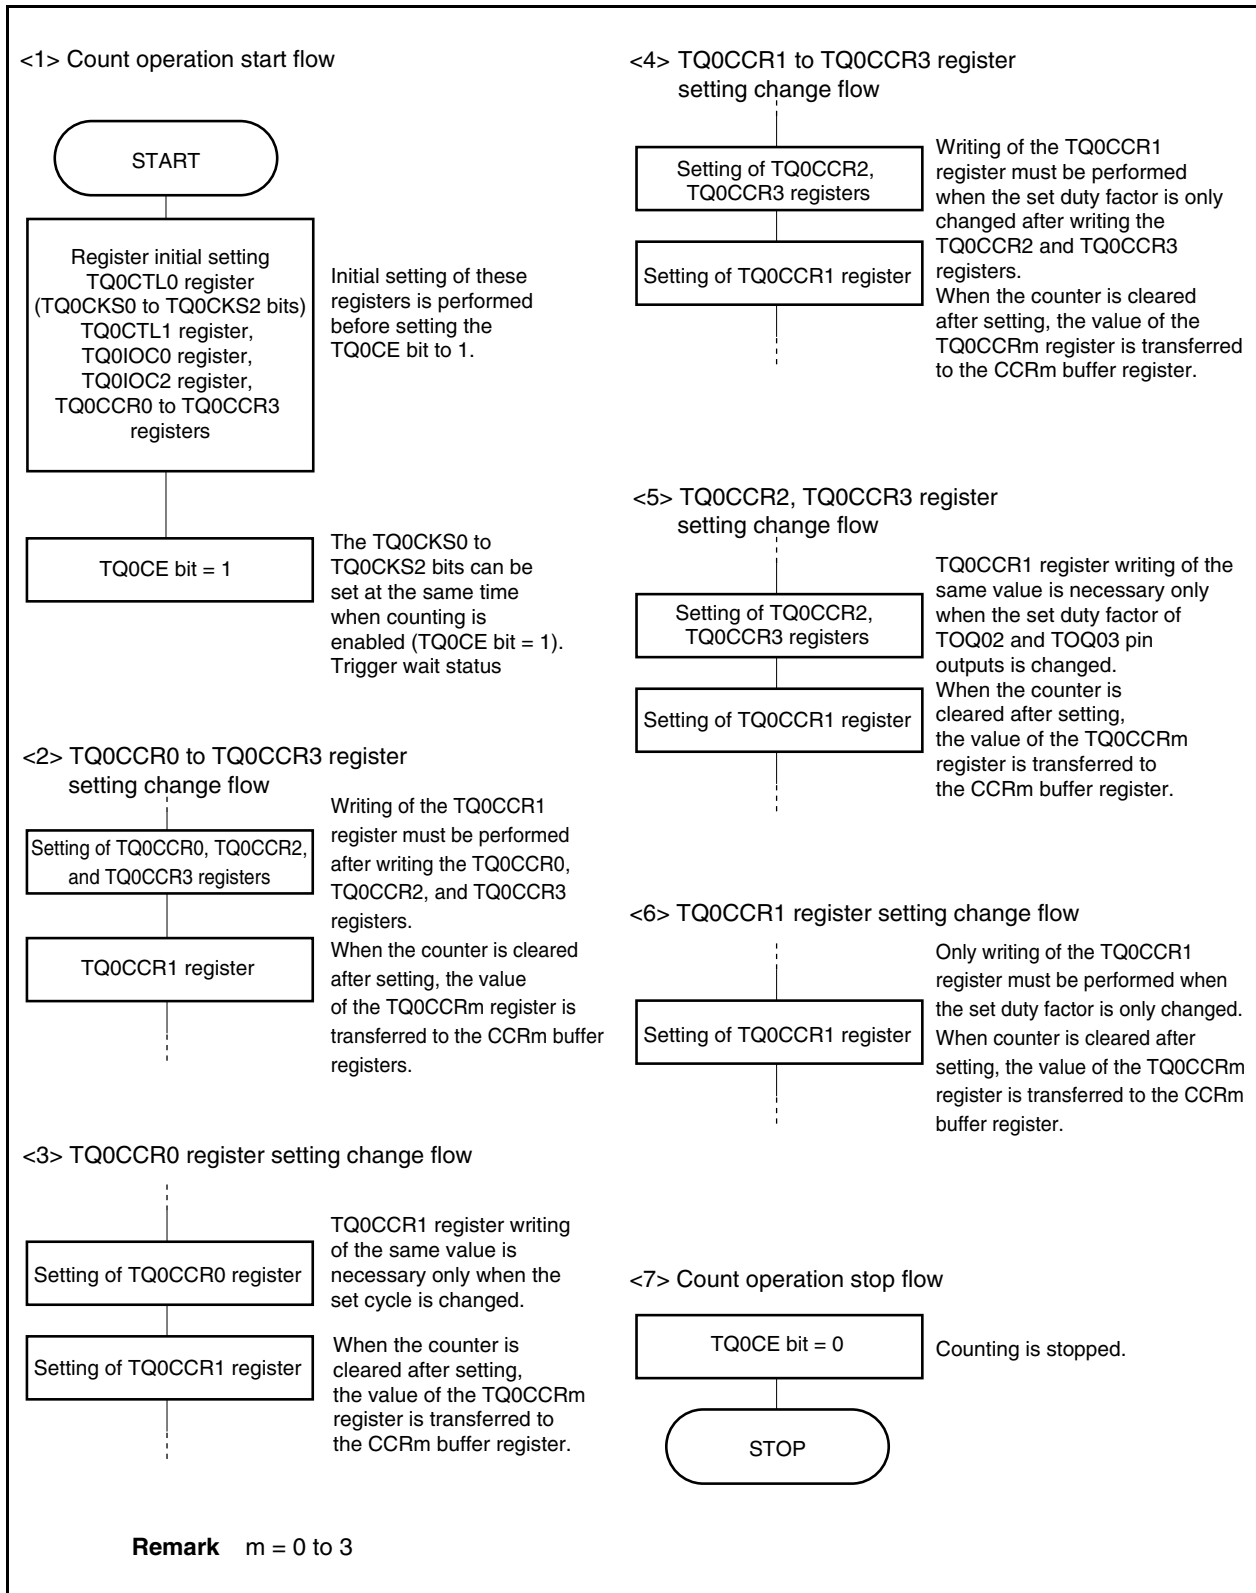 <1> Count operation start flow
START
Register initial setting
TQ0CTL0 register
(TQ0CKS0 to TQ0CKS2 bits)
TQ0CTL1 register,
TQ0IOC0 register,
TQ0IOC2 register,
TQ0CCR0 to TQ0CCR3
registers
Initial setting of these
registers is performed
before setting the
TQ0CE bit to 1.
TQ0CE bit = 1
The TQ0CKS0 to
TQ0CKS2 bits can be
set at the same time
when counting is
enabled (TQ0CE bit = 1).
Trigger wait status
<2> TQ0CCR0 to TQ0CCR3 register
setting change flow
Setting of TQ0CCR0, TQ0CCR2,
and TQ0CCR3 registers
TQ0CCR1 register
Writing of the TQ0CCR1
register must be performed
after writing the TQ0CCR0,
TQ0CCR2, and TQ0CCR3
registers.
When the counter is cleared
after setting, the value
of the TQ0CCRm register is
transferred to the CCRm buffer
registers.
<3> TQ0CCR0 register setting change flow
Setting of TQ0CCR0 register
Setting of TQ0CCR1 register
TQ0CCR1 register writing
of the same value is
necessary only when the
set cycle is changed.
When the counter is
cleared after setting,
the value of the TQ0CCRm
register is transferred to
the CCRm buffer register.
<4> TQ0CCR1 to TQ0CCR3 register
setting change flow
Setting of TQ0CCR2,
TQ0CCR3 registers
Setting of TQ0CCR1 register
Writing of the TQ0CCR1
register must be performed
when the set duty factor is only
changed after writing the
TQ0CCR2 and TQ0CCR3
registers.
When the counter is cleared
after setting, the value of the
TQ0CCRm register is transferred
to the CCRm buffer register.
<5> TQ0CCR2, TQ0CCR3 register
setting change flow
Setting of TQ0CCR2,
TQ0CCR3 registers
Setting of TQ0CCR1 register
TQ0CCR1 register writing of the
same value is necessary only
when the set duty factor of
TOQ02 and TOQ03 pin
outputs is changed.
When the counter is
cleared after setting,
the value of the TQ0CCRm
register is transferred to
the CCRm buffer register.
<6> TQ0CCR1 register setting change flow
Setting of TQ0CCR1 register
Only writing of the TQ0CCR1
register must be performed when
the set duty factor is only changed.
When counter is cleared after
setting, the value of the TQ0CCRm
register is transferred to the CCRm
buffer register.
<7> Count operation stop flow
TQ0CE bit = 0
Counting is stopped.
STOP
Remark m = 0 to 3